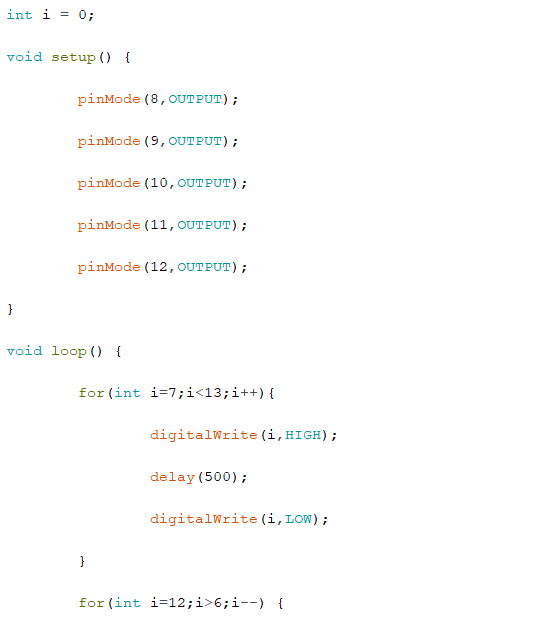 int i = 0;
void setup() {
pinMode(8,OUTPUT);
pinMode(9,OUTPUT);
pinMode(10,OUTPUT);
pinMode(11,OUTPUT);
pinMode(12,OUTPUT);
}
void loop() {
for(int i=7;i<13;i++){
digitalWrite(i,HIGH);
delay(500);
digitalWrite(i,LOW);
}
for(int i=12;i>6;i--) {